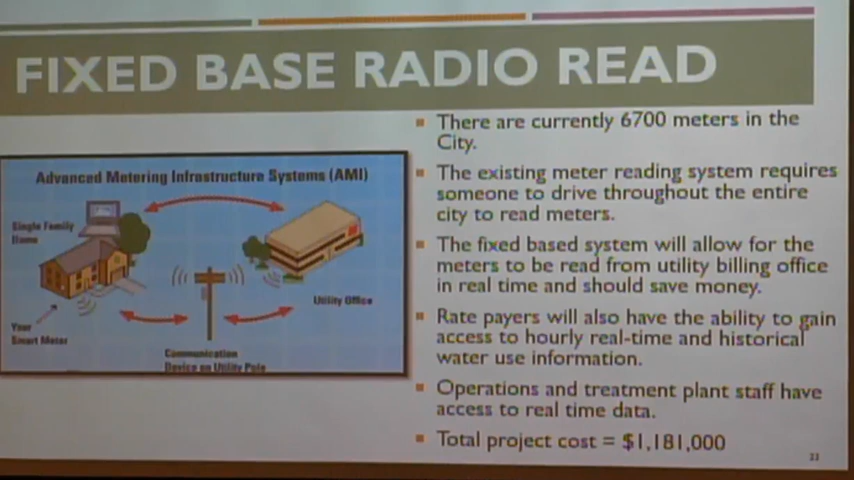 FIXED BASE RADIO READ
Advanced Metering Infrastructure Systems (AMI)
Single Family
Home
Utility Office
Your
Smart Meter
Communication
Device on Utility Pole
There are currently 6700 meters in the
City.
The existing meter reading system requires
someone to drive throughout the entire
city to read meters.
The fixed based system will allow for the
meters to be read from utility billing office
in real time and should save money.
Rate payers will also have the ability to gain
access to hourly real-time and historical
water use information.
Operations and treatment plant staff have
access to real time data.
Total project cost = $1,181,000